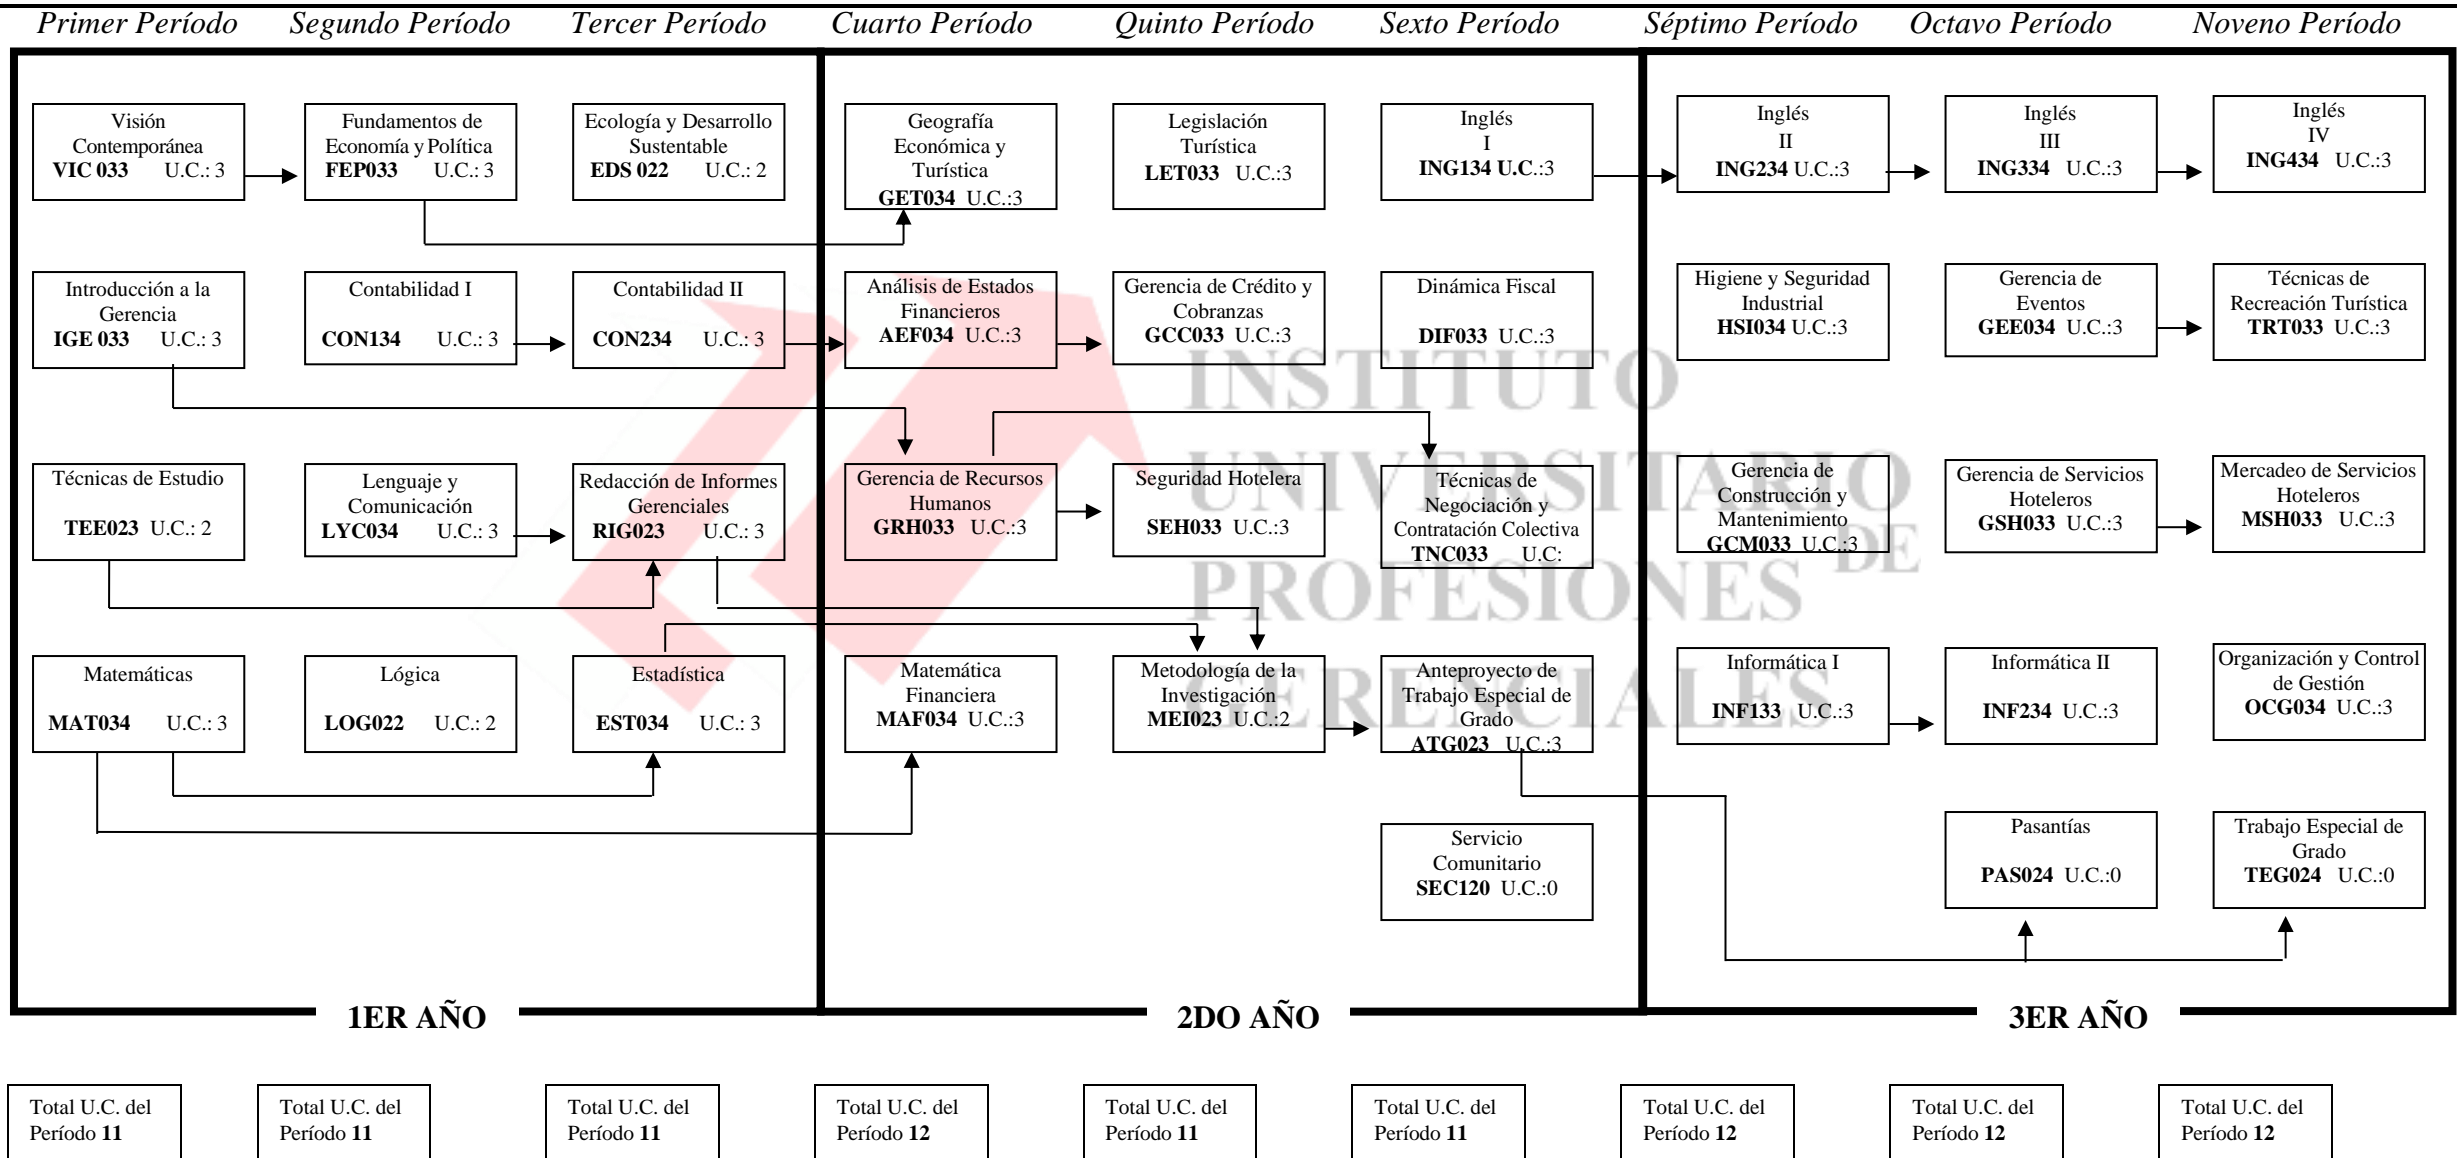 Primer Período
Segundo Período
Tercer Período
Cuarto Período
Quinto Período
Sexto Período
Séptimo Período
Octavo Período
Noveno Período
Visión
Contemporánea
VIC 033 U.C.: 3
Fundamentos de
Economía y Política
FEP033 U.C.: 3
Ecología y Desarrollo
Sustentable
EDS 022 U.C.: 2
Geografía
Económica y
Turística
GET034 U.C.:3
Legislación
Turística
LET033 U.C.:3
Inglés
I
ING134 U.C.:3
Inglés
II
ING234 U.C.:3
Inglés
III
ING334 U.C.:3
Inglés
IV
ING434 U.C.:3
Introducción a la
Gerencia
IGE 033 U.C.: 3
Contabilidad I
CON134 U.C.: 3
Contabilidad II
CON234 U.C.: 3
Análisis de Estados
Financieros
AEF034 U.C.:3
Gerencia de Crédito y
Cobranzas
GCC033 U.C.:3
Dinámica Fiscal
DIF033 U.C.:3
Higiene y Seguridad
Industrial
HSI034 U.C.:3
Gerencia de
Eventos
GEE034 U.C.:3
Técnicas de
Recreación Turística
TRT033 U.C.:3
Técnicas de Estudio
TEE023 U.C.: 2
Lenguaje y
Comunicación
LYC034 U.C.: 3
Redacción de Informes
Gerenciales
RIG023 U.C.: 3
Gerencia de Recursos
Humanos
GRH033 U.C.:3
Seguridad Hotelera
SEH033 U.C.:3
Técnicas de
Negociación y
Contratación Colectiva
TNC033 U.C:
Gerencia de
Construcción y
Mantenimiento
GCM033 U.C.:3
Gerencia de Servicios
Hoteleros
GSH033 U.C.:3
Mercadeo de Servicios
Hoteleros
MSH033 U.C.:3
Matemáticas
MAT034 U.C.: 3
Lógica
LOG022 U.C.: 2
Estadística
EST034 U.C.: 3
Matemática
Financiera
MAF034 U.C.:3
Metodología de la
Investigación
MEI023 U.C.:2
Anteproyecto de
Trabajo Especial de
Grado
ATG023 U.C.:3
Informática I
INF133 U.C.:3
Informática II
INF234 U.C.:3
Organización y Control
de Gestión
OCG034 U.C.:3
Servicio
Comunitario
SEC120 U.C.:0
Pasantías
PAS024 U.C.:0
Trabajo Especial de
Grado
TEG024 U.C.:0
INSTITUTO
UNIVERSITARIO
DE
PROFESIONES
GERENCIALES
1ER AÑO
2DO AÑO
3ER AÑO
Total U.C. del
Período 11
Total U.C. del
Período 11
Total U.C. del
Período 11
Total U.C. del
Período 12
Total U.C. del
Período 11
Total U.C. del
Período 11
Total U.C. del
Período 12
Total U.C. del
Período 12
Total U.C. del
Período 12